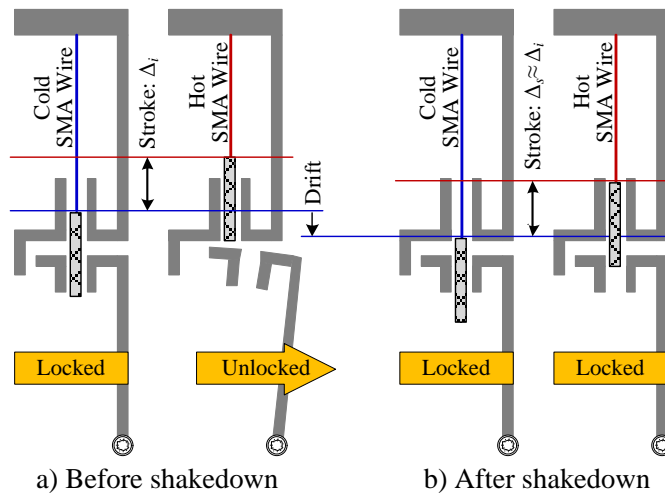 Cold
SMA Wire
Stroke: Δᵢ
Hot
SMA Wire
Drift
Cold
SMA Wire
Stroke: Δₛ≈Δᵢ
Hot
SMA Wire
Locked
Unlocked
Locked
Locked
a) Before shakedown
b) After shakedown